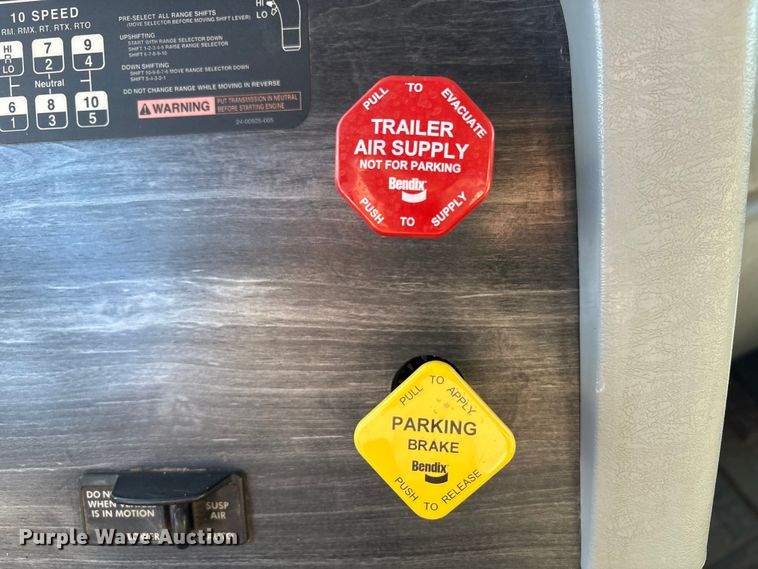 10 SPEED
RM, RMX, RT, RTX, RTO
HI
R
LO
7
2
9
4
Neutral
6
1
8
3
10
5
PRE-SELECT ALL RANGE SHIFTS
(MOVE SELECTOR BEFORE MOVING SHIFT LEVER)
HI
LO
UPSHIFTING
START WITH RANGE SELECTOR DOWN
SHIFT 1-2-3-4-5 RAISE RANGE SELECTOR
SHIFT 6-7-8-9-10
DOWN SHIFTING
SHIFT 10-9-8-7-6 MOVE RANGE SELECTOR DOWN
SHIFT 5-4-3-2-1
DO NOT CHANGE RANGE WHILE MOVING IN REVERSE
WARNING
PUT TRANSMISSION IN NEUTRAL
BEFORE STARTING ENGINE
PULL TO EVACUATE
TRAILER
AIR SUPPLY
NOT FOR PARKING
Bendix
PUSH TO SUPPLY
PULL TO APPLY
PARKING
BRAKE
Bendix
PUSH TO RELEASE
DO
WHEN
IS IN MOTION
SUSP
AIR
Purple Wave Auction